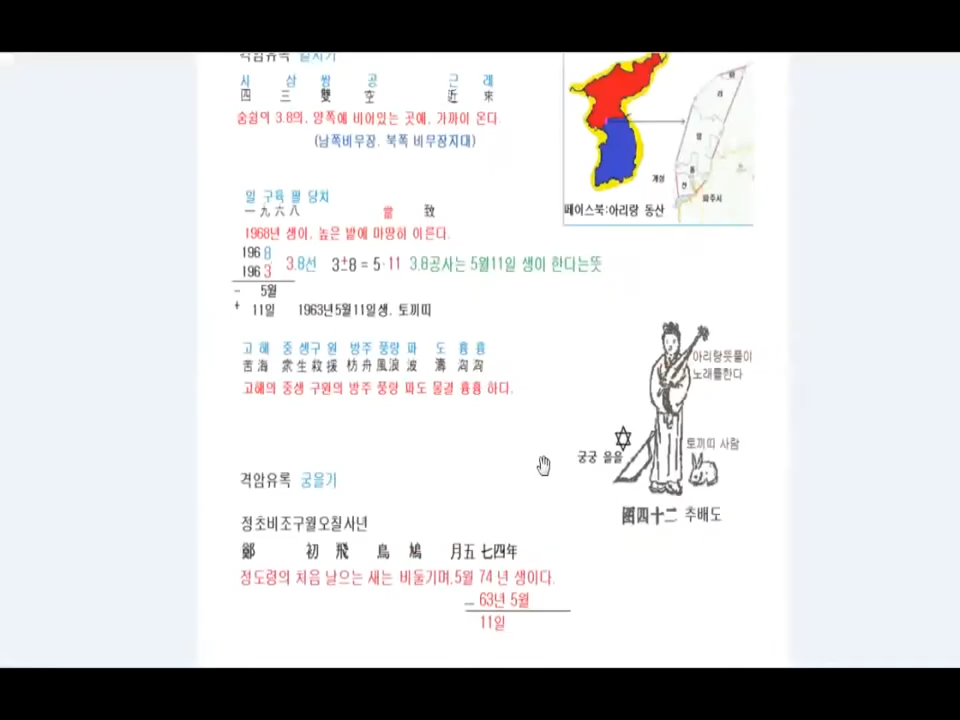 격암유록 말지기
시 삼 쌍 공 근 래
四 三 雙 空 近 来
숨쉴의 3.8의, 양쪽에 비어있는 곳에, 가까이 온다.
(남쪽비무장, 북쪽 비무장지대)
개성
파주시
페이스북:아리랑 동산
일 구육 팔 당치
一 九 六 八 當 致
1968년 생이, 높은 밭에 마땅히 이른다.
196 8
196 3 3.8선 3±8 = 5·11 3.8공사는 5월11일 생이 한다는뜻
- 5월
+ 11일 1963년5월11일생. 토끼띠
고 해 중 생구 원 방주 풍랑 파 도 흉 흉
苦 海 衆 生 救 援 枋 舟 風 浪 波 濤 洶 洶
고해의 중생 구원의 방주 풍랑 파도 물결 흉흉 하다.
아리랑뜻풀이
노래를한다
궁궁 을을
토끼띠 사람
圖四十二 추배도
격암유록 궁을기
정초비조구월오칠사년
鄭 初 飛 鳥 鳩 月 五 七 四 年
정도령의 처음 날으는 새는 비둘기며,5월 74 년 생이다.
- 63년 5월
11일